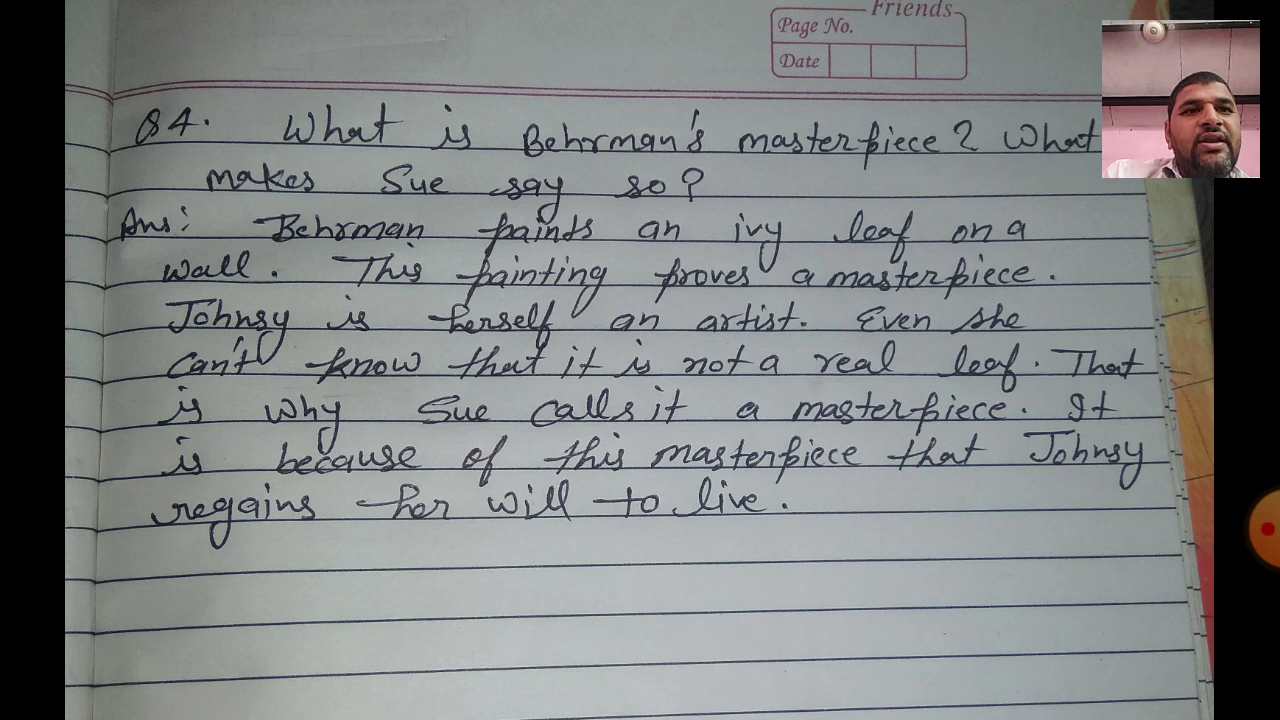 Friends
Page No.
Date
Q4. What is Behrman's masterpiece? What
makes Sue say so?
Ans: Behrman paints an ivy leaf on a
wall. This painting proves a masterpiece.
Johnsy is herself an artist. Even she
can't know that it is not a real leaf. That
is why Sue calls it a masterpiece. It
is because of this masterpiece that Johnsy
regains her will to live.